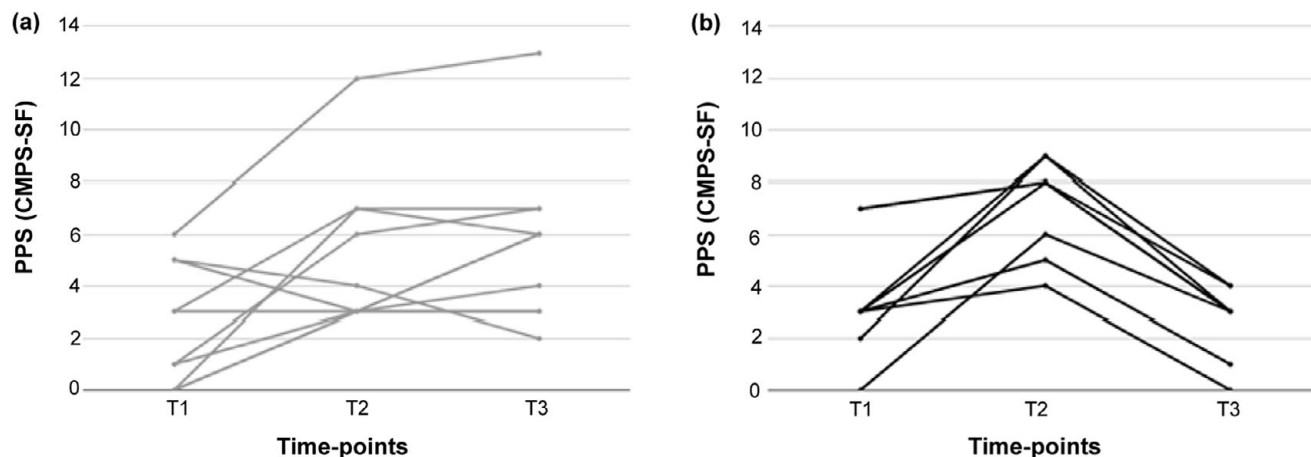 (a)
PPS (CMPS-SF)
14
12
10
8
6
4
2
0
T1 T2 T3
Time-points
(b)
PPS (CMPS-SF)
14
12
10
8
6
4
2
0
T1 T2 T3
Time-points